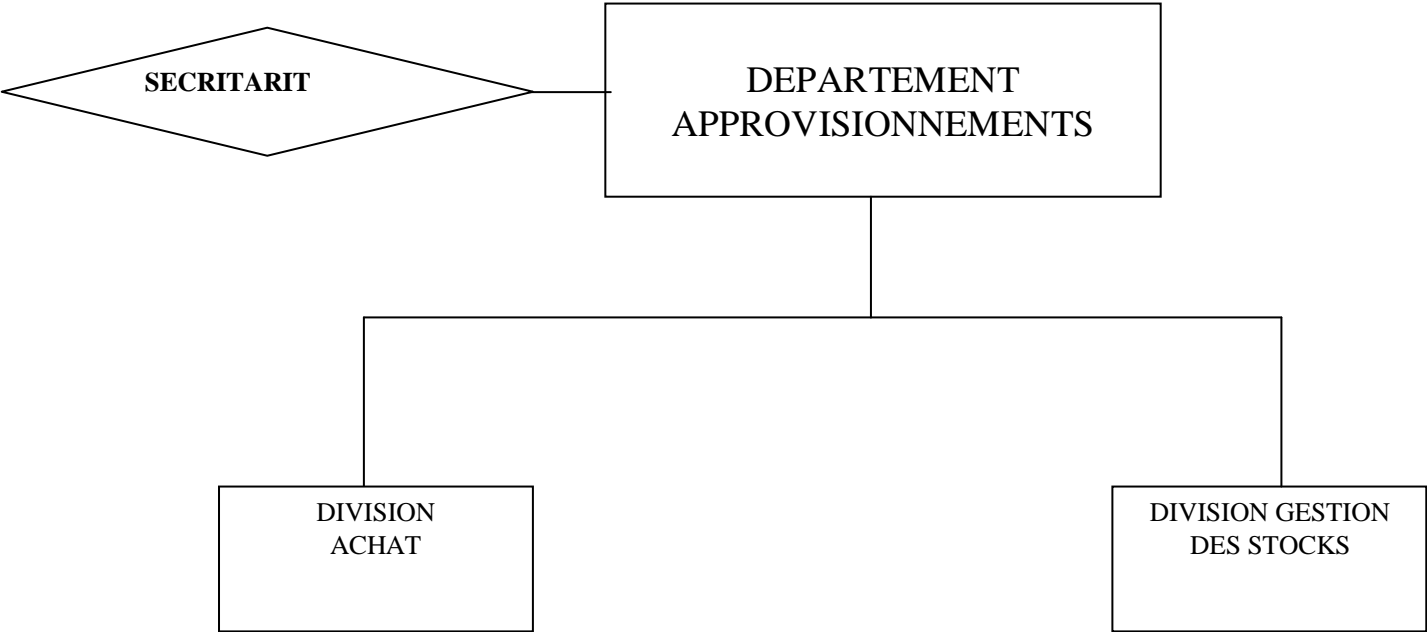 SECRITARIT
DEPARTEMENT
APPROVISIONNEMENTS
DIVISION
ACHAT
DIVISION GESTION
DES STOCKS